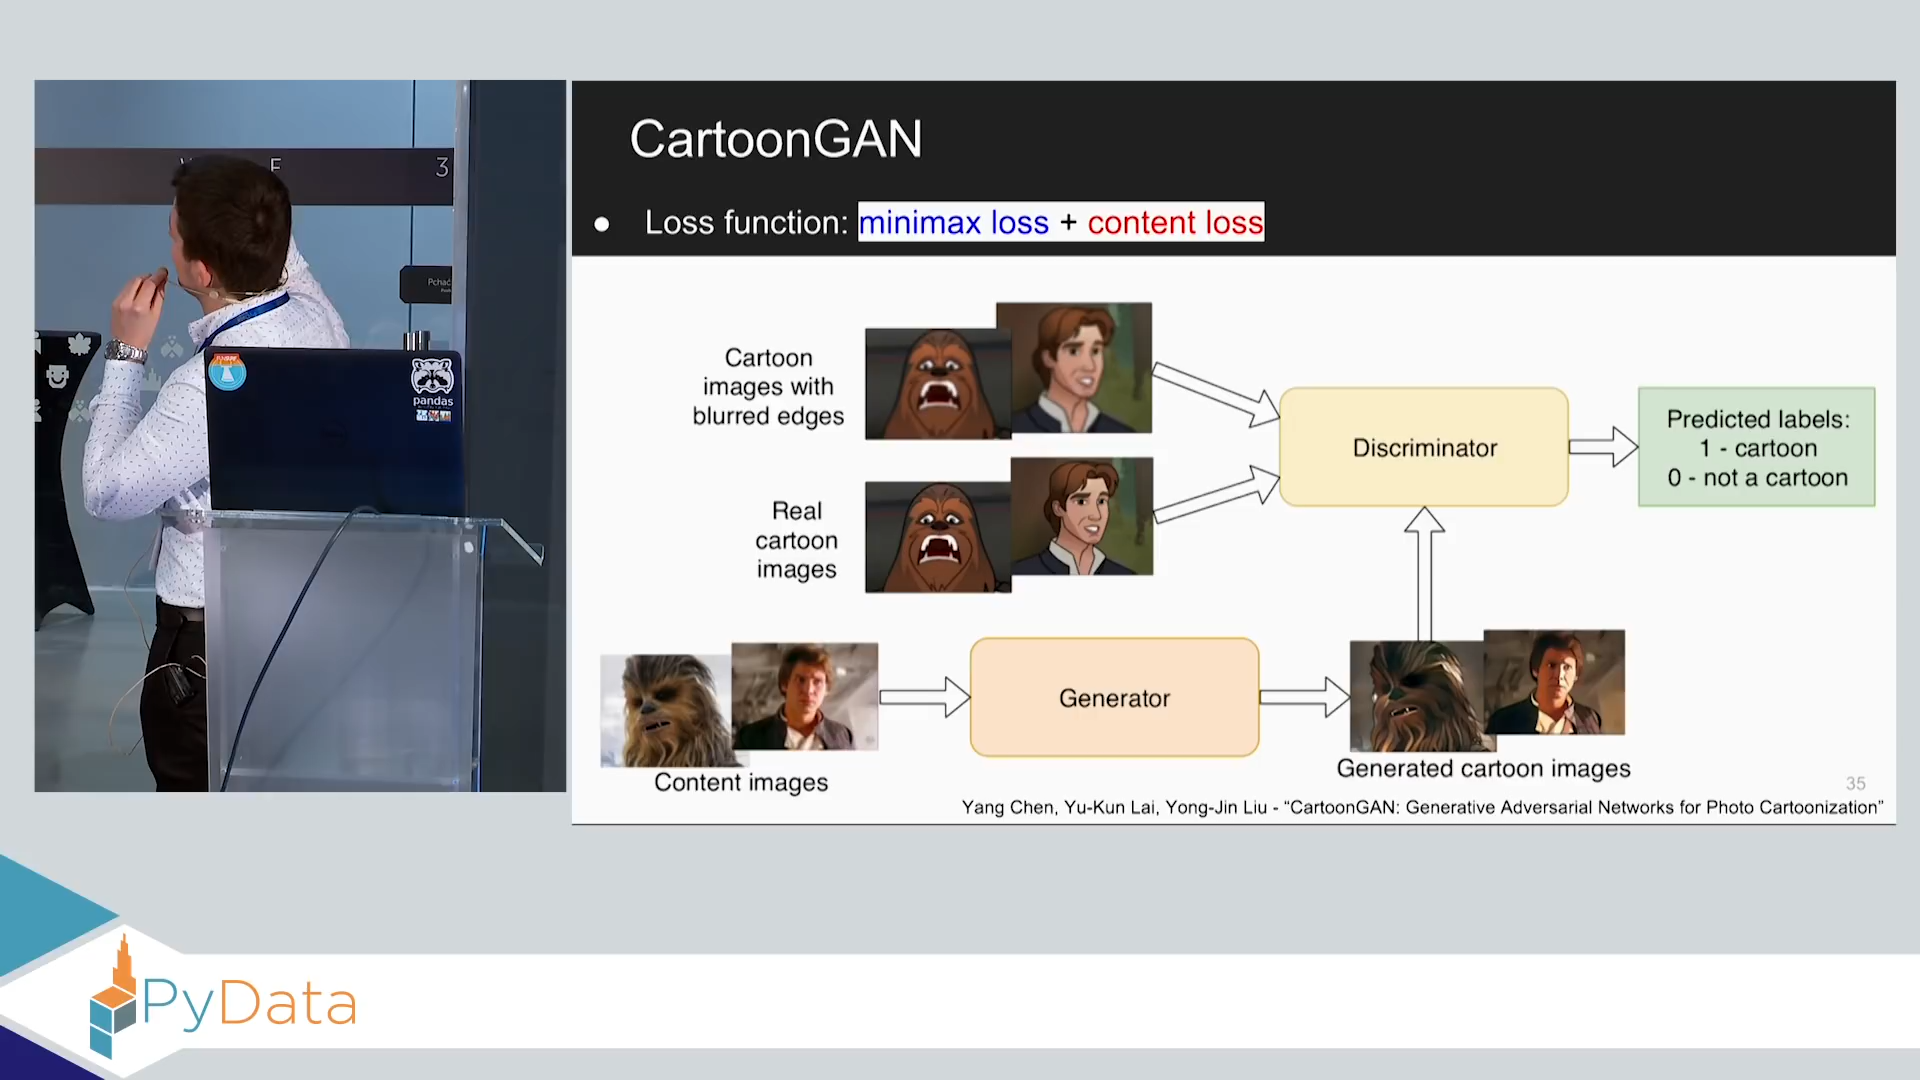 E
3
Pchać
pandas
CartoonGAN
● Loss function: minimax loss + content loss
Cartoon
images with
blurred edges
Real
cartoon
images
Discriminator
Predicted labels:
1 - cartoon
0 - not a cartoon
Generator
Content images
Generated cartoon images
35
Yang Chen, Yu-Kun Lai, Yong-Jin Liu - “CartoonGAN: Generative Adversarial Networks for Photo Cartoonization”
PyData